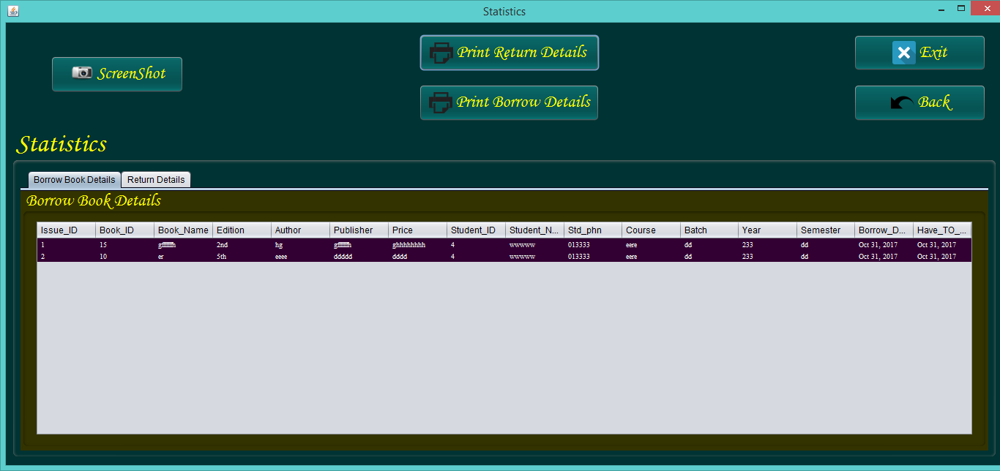 Statistics
Print Return Details
Exit
ScreenShot
Print Borrow Details
Back
Statistics
Borrow Book Details Return Details
Borrow Book Details
Issue_ID Book_ID Book_Name Edition Author Publisher Price Student_ID Student_N... Std_phn Course Batch Year Semester Borrow_D... Have_TO_...
1 15 2nd hg ghhhhhhhh 4 wwwww 013333 eere dd 233 dd Oct 31, 2017 Oct 31, 2017
2 10 er 5th eeee ddddd dddd 4 wwwww 013333 eere dd 233 dd Oct 31, 2017 Oct 31, 2017